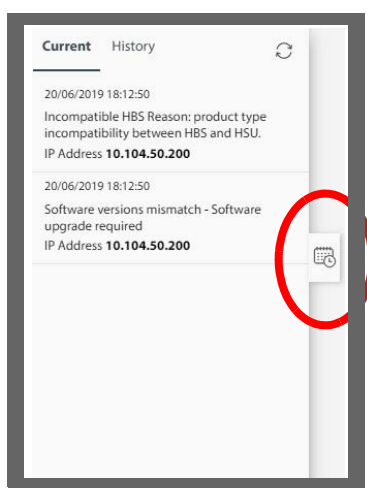 Current History
20/06/2019 18:12:50
Incompatible HBS Reason: product type
incompatibility between HBS and HSU.
IP Address 10.104.50.200
20/06/2019 18:12:50
Software versions mismatch - Software
upgrade required
IP Address 10.104.50.200